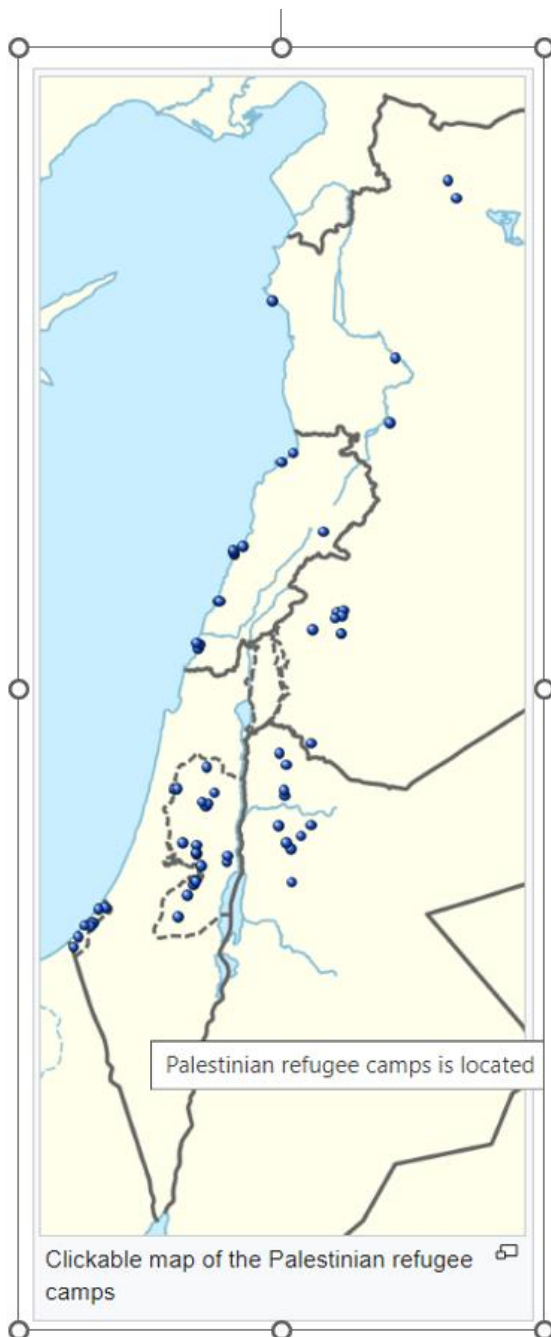 Palestinian refugee camps is located
Clickable map of the Palestinian refugee
camps